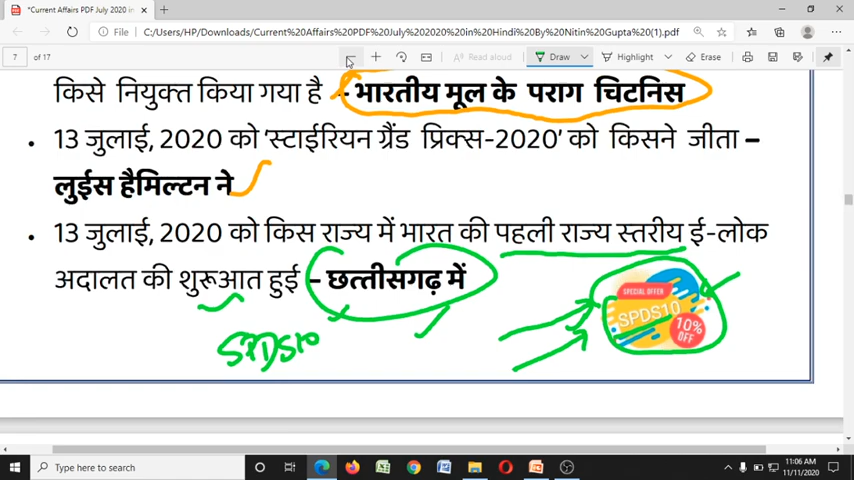 *Current Affairs PDF July 2020 in
C:/Users/HP/Downloads/Current%20Affairs%20PDF%20July%202020%20in%20Hindi%20By%20Nitin%20Gupta%20(1).pdf
7 of 17 Read aloud Draw Highlight Erase
किसे नियुक्त किया गया है - भारतीय मूल के पराग चिटनिस
• 13 जुलाई, 2020 को 'स्टाईरियन ग्रैंड प्रिक्स-2020' को किसने जीता –
लुईस हैमिल्टन ने
• 13 जुलाई, 2020 को किस राज्य में भारत की पहली राज्य स्तरीय ई-लोक
अदालत की शुरूआत हुई – छत्तीसगढ़ में
SPECIAL OFFER
SPDS10
10%
OFF
SPDS10
Type here to search
11:06 AM
11/11/2020